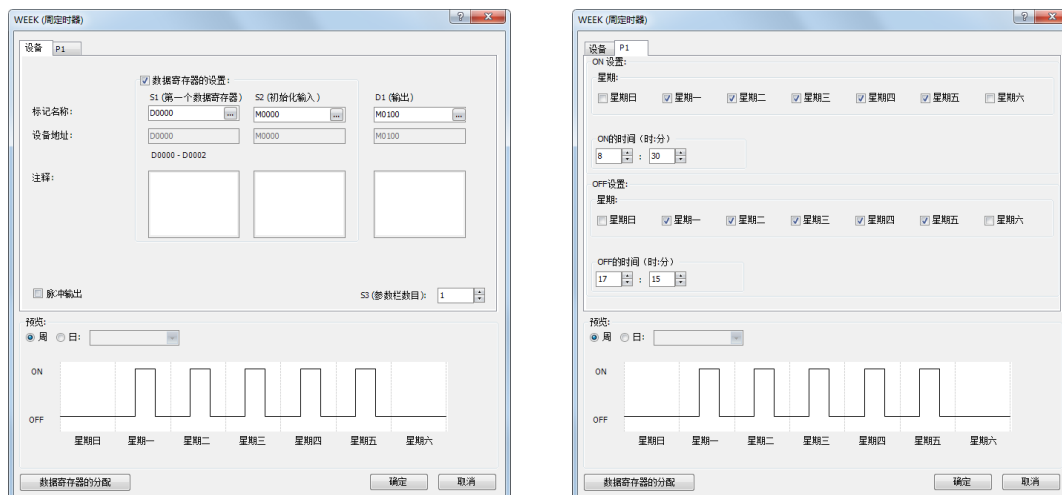 WEEK (周定时器)
设备 P1
数据寄存器的设置:
S1 (第一个数据寄存器) S2 (初始化输入) D1 (输出)
标记名称: D0000 ... M0000 ... M0100 ...
设备地址: D0000 M0000 M0100
D0000 - D0002
注释:
脉冲输出 S3 (参数栏数目): 1
预览:
周 日:
ON
OFF
星期日 星期一 星期二 星期三 星期四 星期五 星期六
数据寄存器的分配 确定 取消
WEEK (周定时器)
设备 P1
ON 设置:
星期:
星期日 星期一 星期二 星期三 星期四 星期五 星期六
ON的时间 (时:分)
8 : 30
OFF设置:
星期:
星期日 星期一 星期二 星期三 星期四 星期五 星期六
OFF的时间 (时:分)
17 : 15
预览:
周 日:
ON
OFF
星期日 星期一 星期二 星期三 星期四 星期五 星期六
数据寄存器的分配 确定 取消